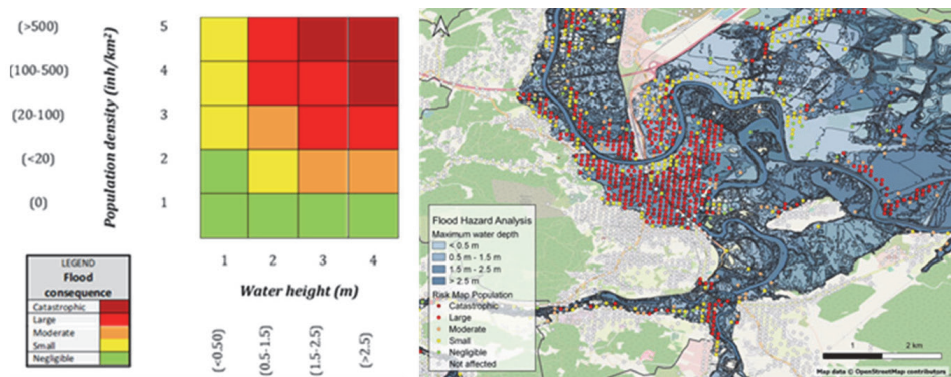 (>500)
(100-500)
(20-100)
(<20)
(0)
Population density (inh/km²)
5
4
3
2
1
1
2
3
4
Water height (m)
(<0.50)
(0.5-1.5)
(1.5-2.5)
(>2.5)
LEGEND
Flood
consequence
Catastrophic
Large
Moderate
Small
Negligible
Flood Hazard Analysis
Maximum water depth
< 0.5 m
0.5 m - 1.5 m
1.5 m - 2.5 m
> 2.5 m
Risk Map Population
Catastrophic
Large
Moderate
Small
Negligible
Not affected
1
2 km
Map data © OpenStreetMap contributors